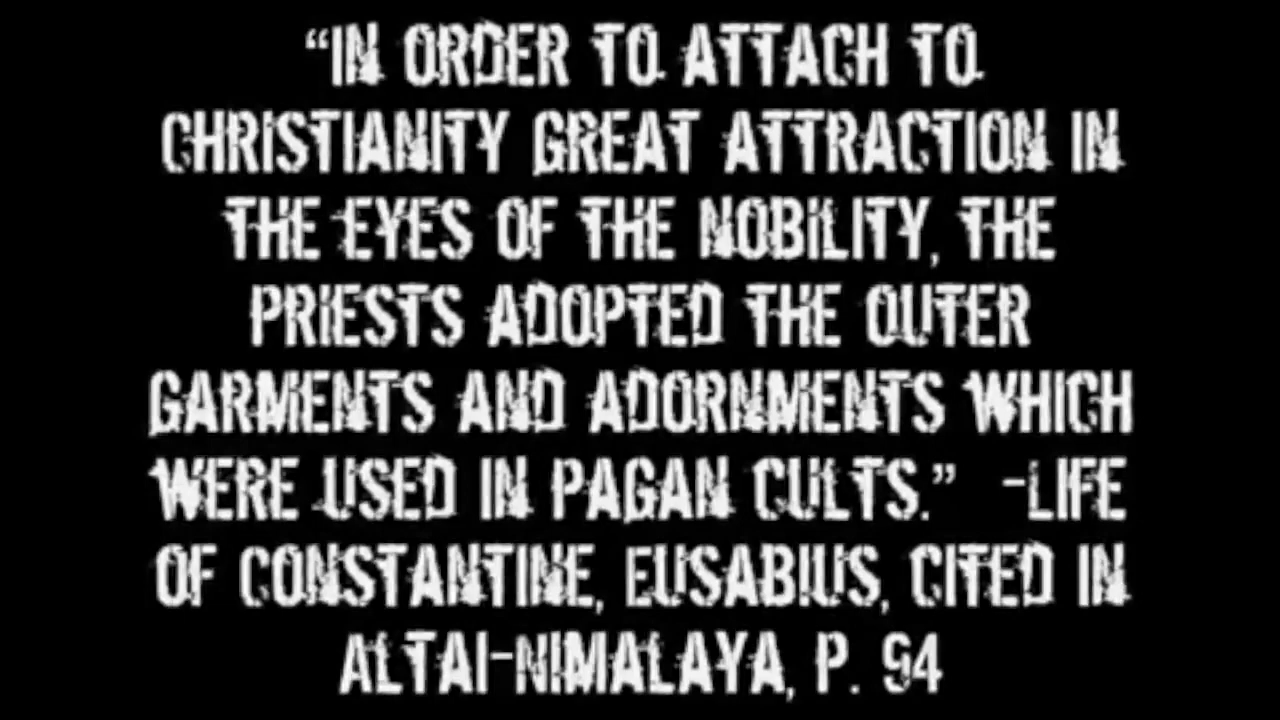 “IN ORDER TO ATTACH TO
CHRISTIANITY GREAT ATTRACTION IN
THE EYES OF THE NOBILITY, THE
PRIESTS ADOPTED THE OUTER
GARMENTS AND ADORNMENTS WHICH
WERE USED IN PAGAN CULTS.” -LIFE
OF CONSTANTINE, EUSABIUS, CITED IN
ALTAI-NIMALAYA, P. 94